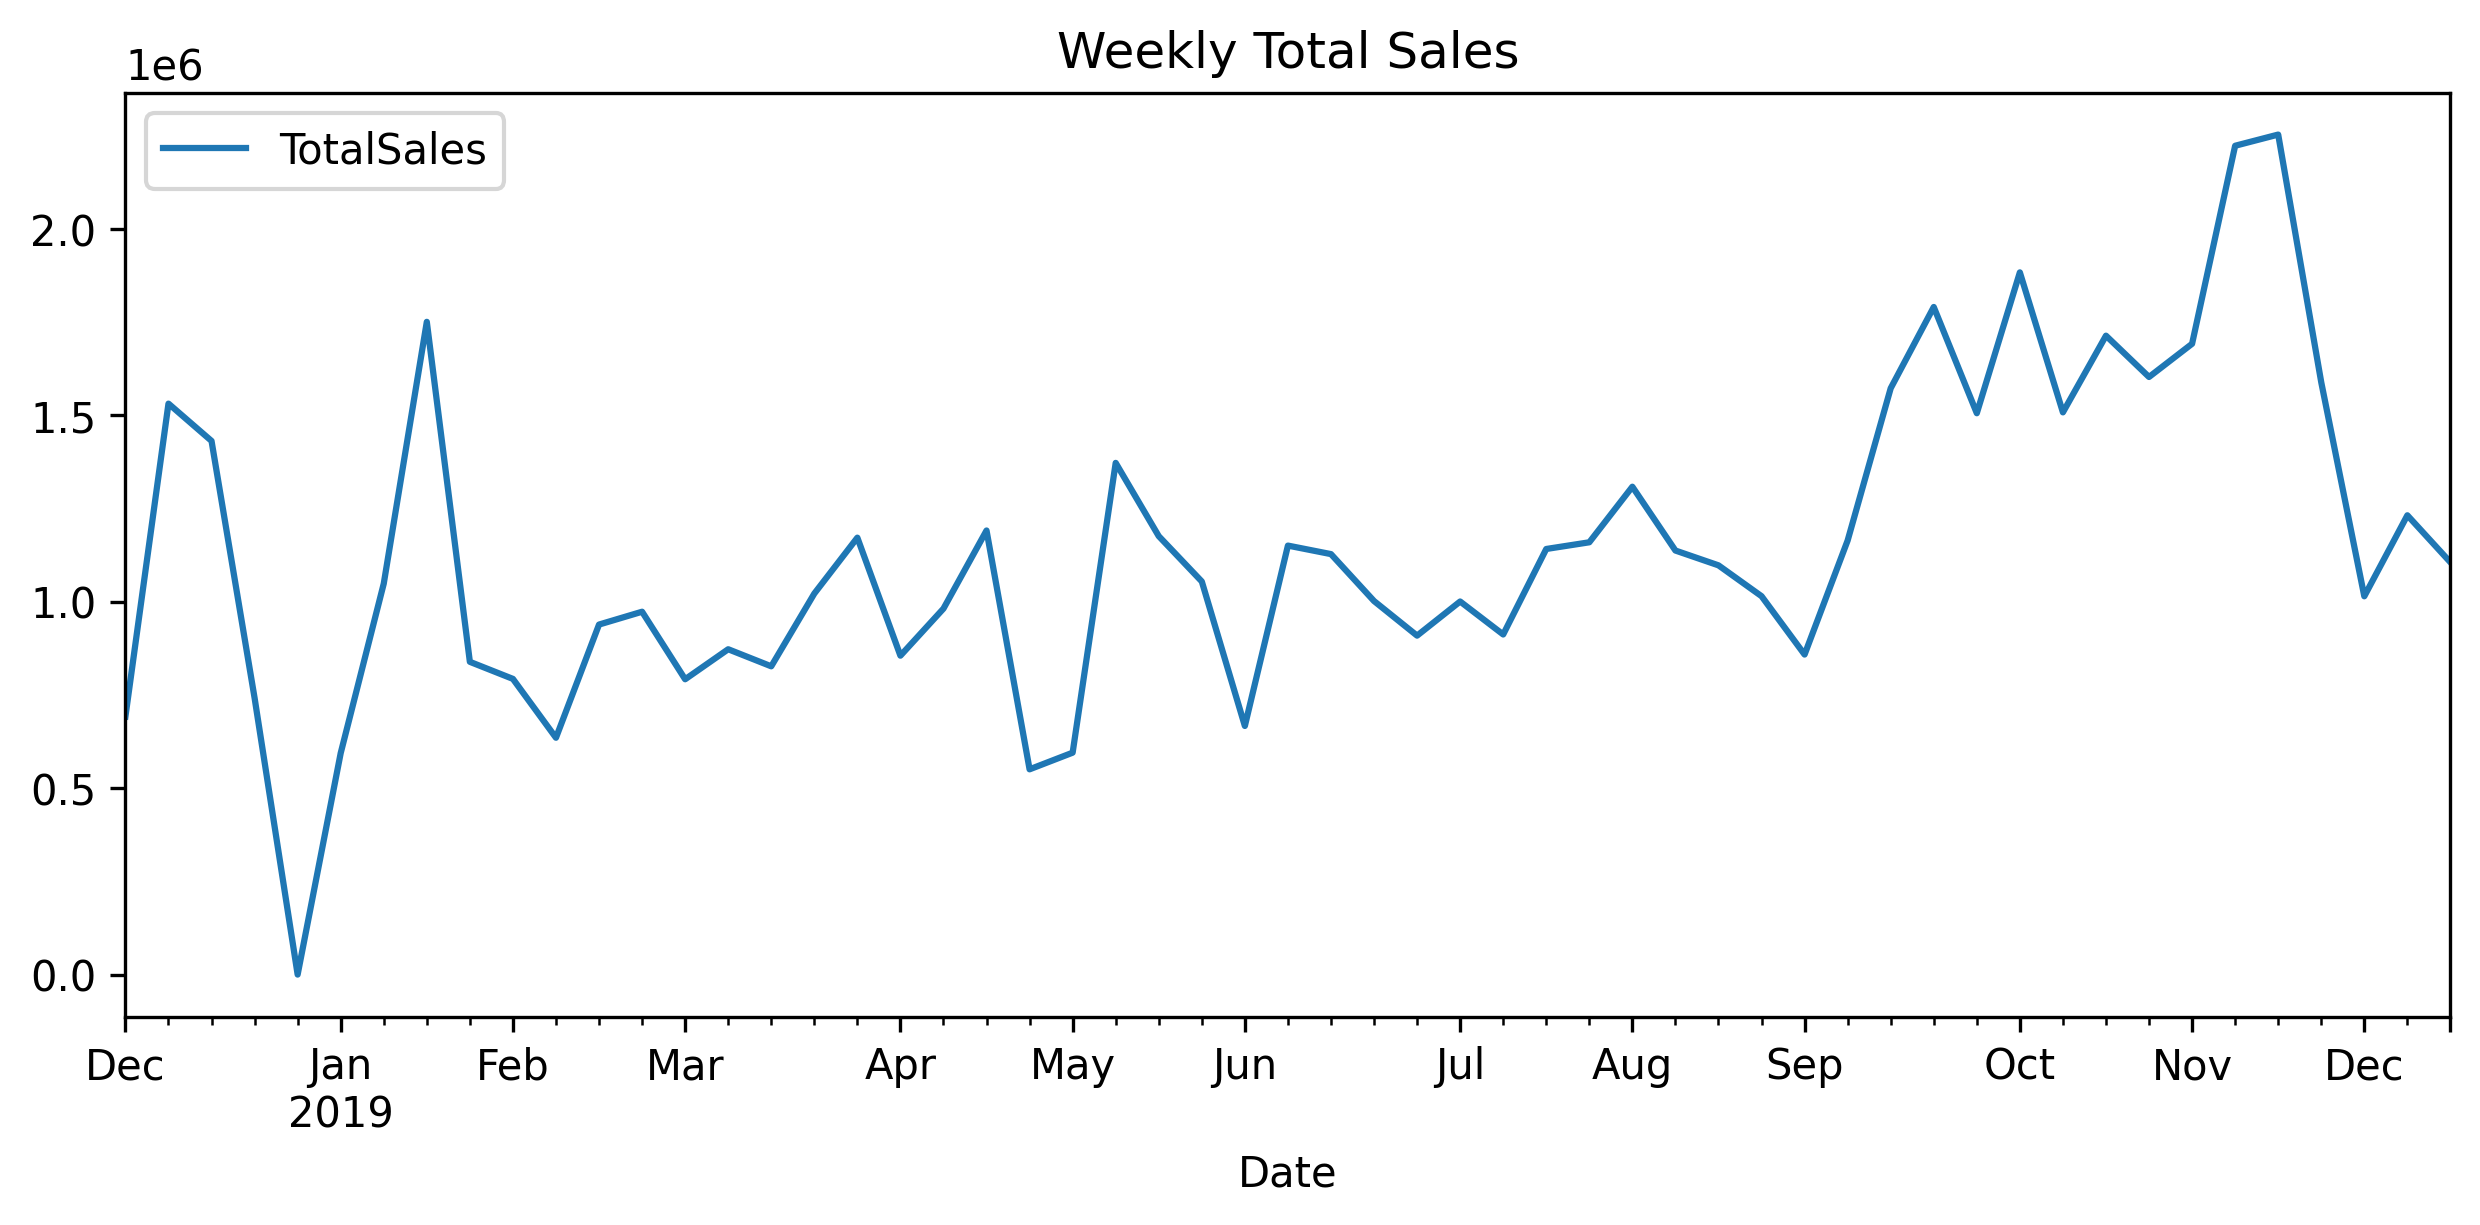 Weekly Total Sales
1e6
TotalSales
2.0
1.5
1.0
0.5
0.0
Dec Jan Feb Mar Apr May Jun Jul Aug Sep Oct Nov Dec
2019
Date